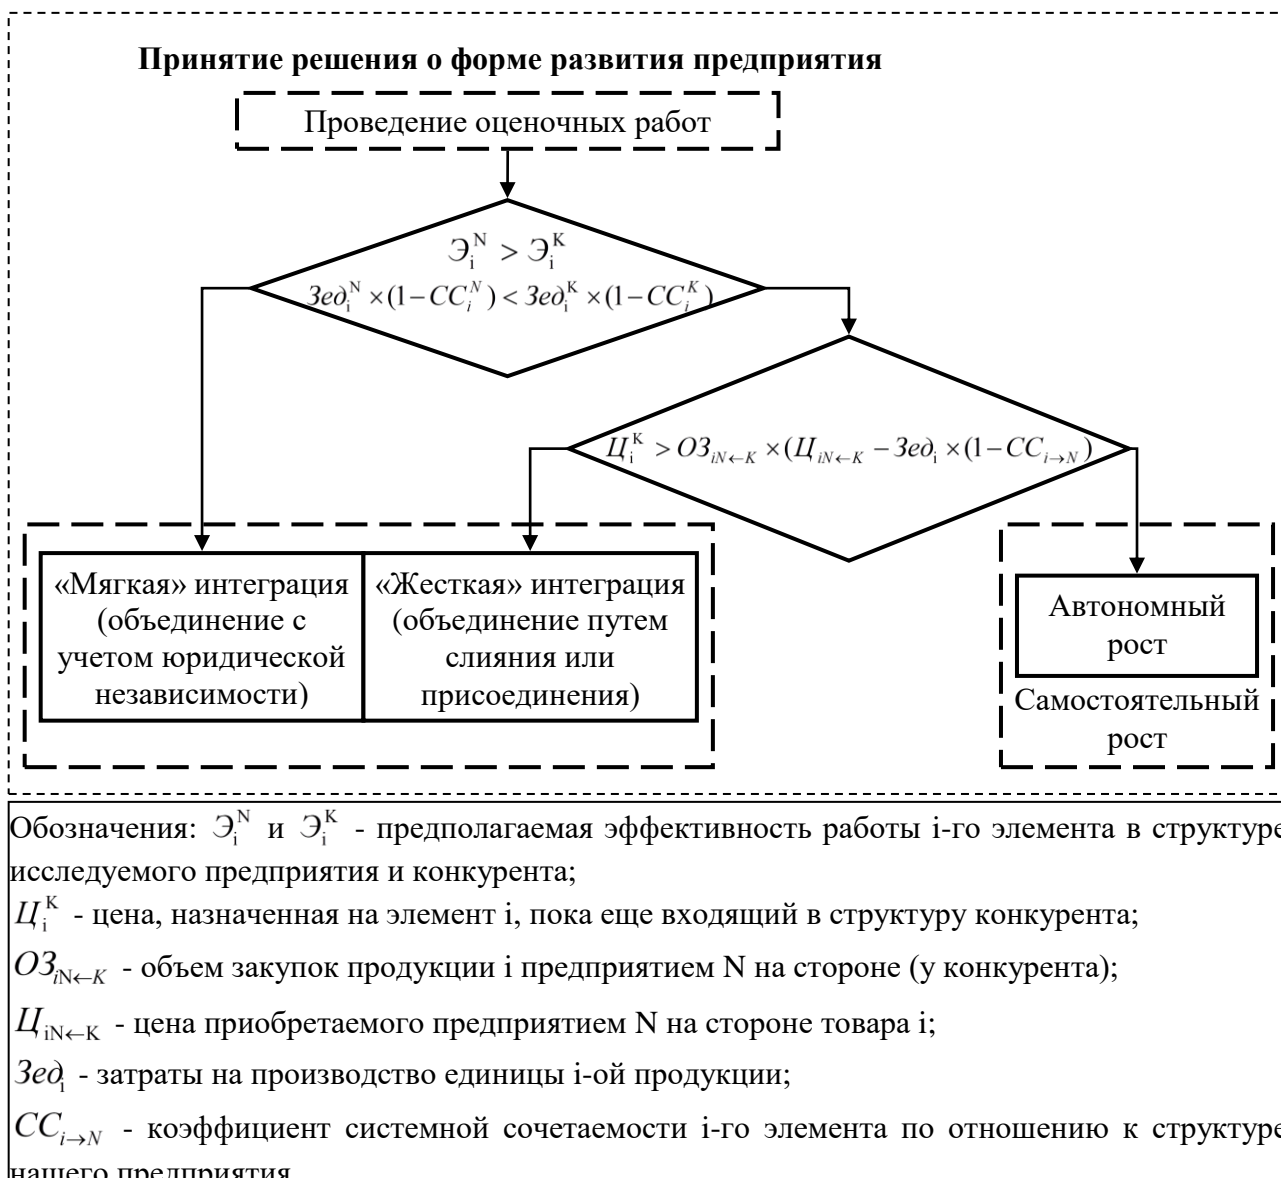 Принятие решения о форме развития предприятия
Проведение оценочных работ
Э_i^N > Э_i^K
Зед_i^N × (1 − CC_i^N) < Зед_i^K × (1 − CC_i^K)
Ц_i^K > ОЗ_{iN←K} × (Ц_{iN←K} − Зед_i × (1 − CC_{i→N})
«Мягкая» интеграция
(объединение с
учетом юридической
независимости)
«Жесткая» интеграция
(объединение путем
слияния или
присоединения)
Автономный
рост
Самостоятельный
рост
Обозначения: Э_i^N и Э_i^K - предполагаемая эффективность работы i-го элемента в структуре
исследуемого предприятия и конкурента;
Ц_i^K - цена, назначенная на элемент i, пока еще входящий в структуру конкурента;
ОЗ_{iN←K} - объем закупок продукции i предприятием N на стороне (у конкурента);
Ц_{iN←K} - цена приобретаемого предприятием N на стороне товара i;
Зед_i - затраты на производство единицы i-ой продукции;
CC_{i→N} - коэффициент системной сочетаемости i-го элемента по отношению к структуре
нашего предприятия